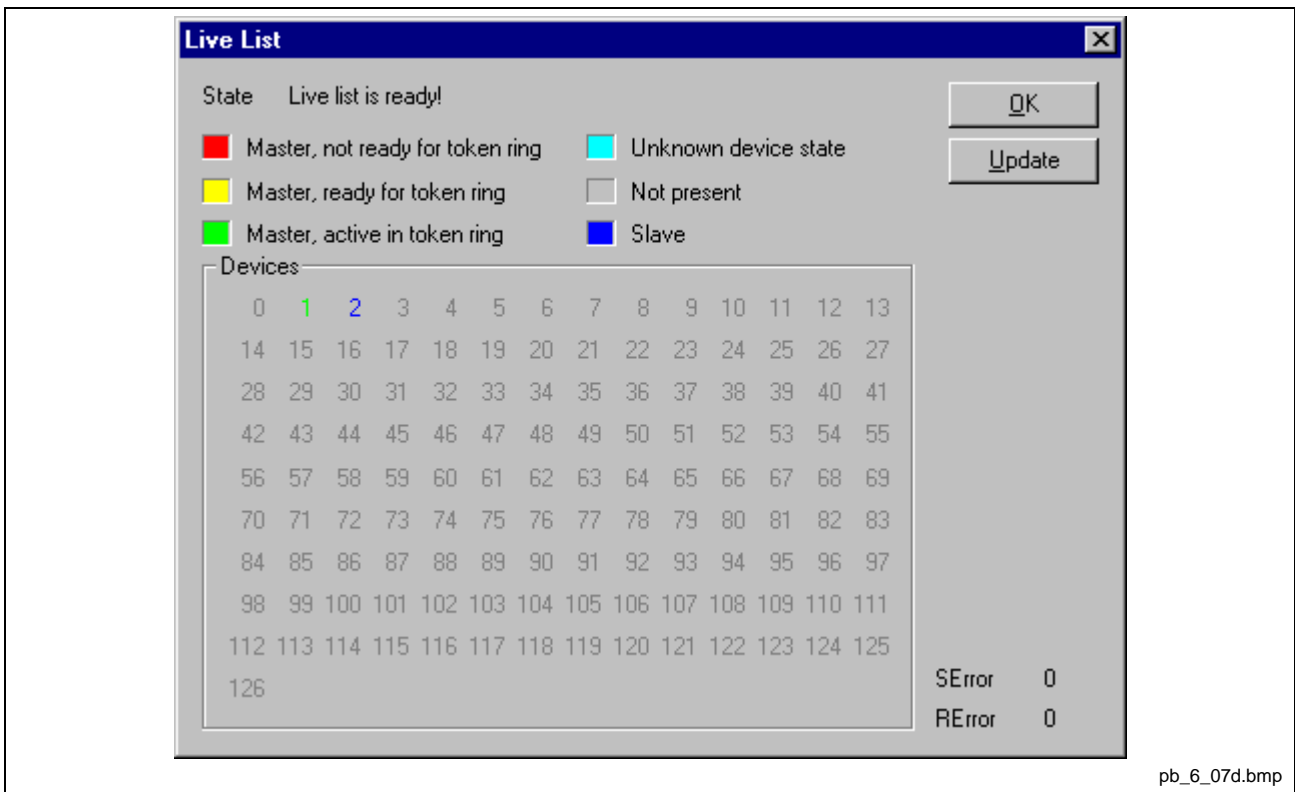 Live List
State Live list is ready!
OK
Master, not ready for token ring Unknown device state
Update
Master, ready for token ring Not present
Master, active in token ring Slave
Devices
0 1 2 3 4 5 6 7 8 9 10 11 12 13
14 15 16 17 18 19 20 21 22 23 24 25 26 27
28 29 30 31 32 33 34 35 36 37 38 39 40 41
42 43 44 45 46 47 48 49 50 51 52 53 54 55
56 57 58 59 60 61 62 63 64 65 66 67 68 69
70 71 72 73 74 75 76 77 78 79 80 81 82 83
84 85 86 87 88 89 90 91 92 93 94 95 96 97
98 99 100 101 102 103 104 105 106 107 108 109 110 111
112 113 114 115 116 117 118 119 120 121 122 123 124 125
126
SError 0
RError 0
pb_6_07d.bmp